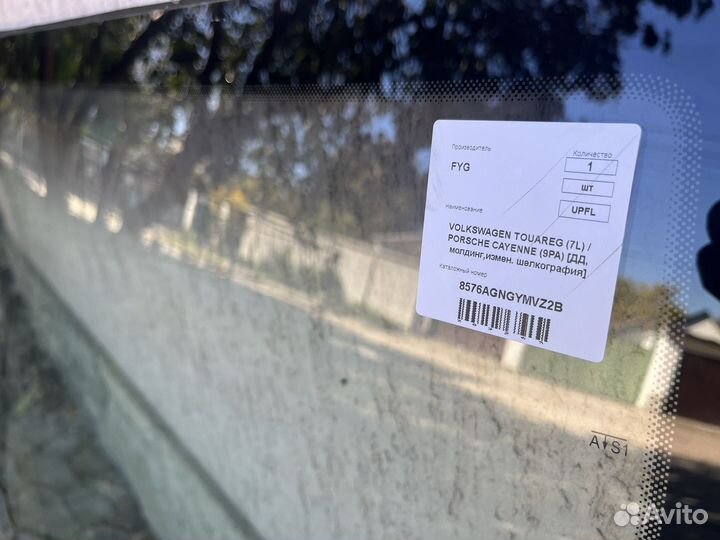 Производитель
FYG
Количество
1
шт
UPFL
Наименование
VOLKSWAGEN TOUAREG (7L) /
PORSCHE CAYENNE (9PA) [ДД,
молдинг,измен. шелкография]
Каталожный номер
8576AGNGYMVZ2B
AS1
Avito